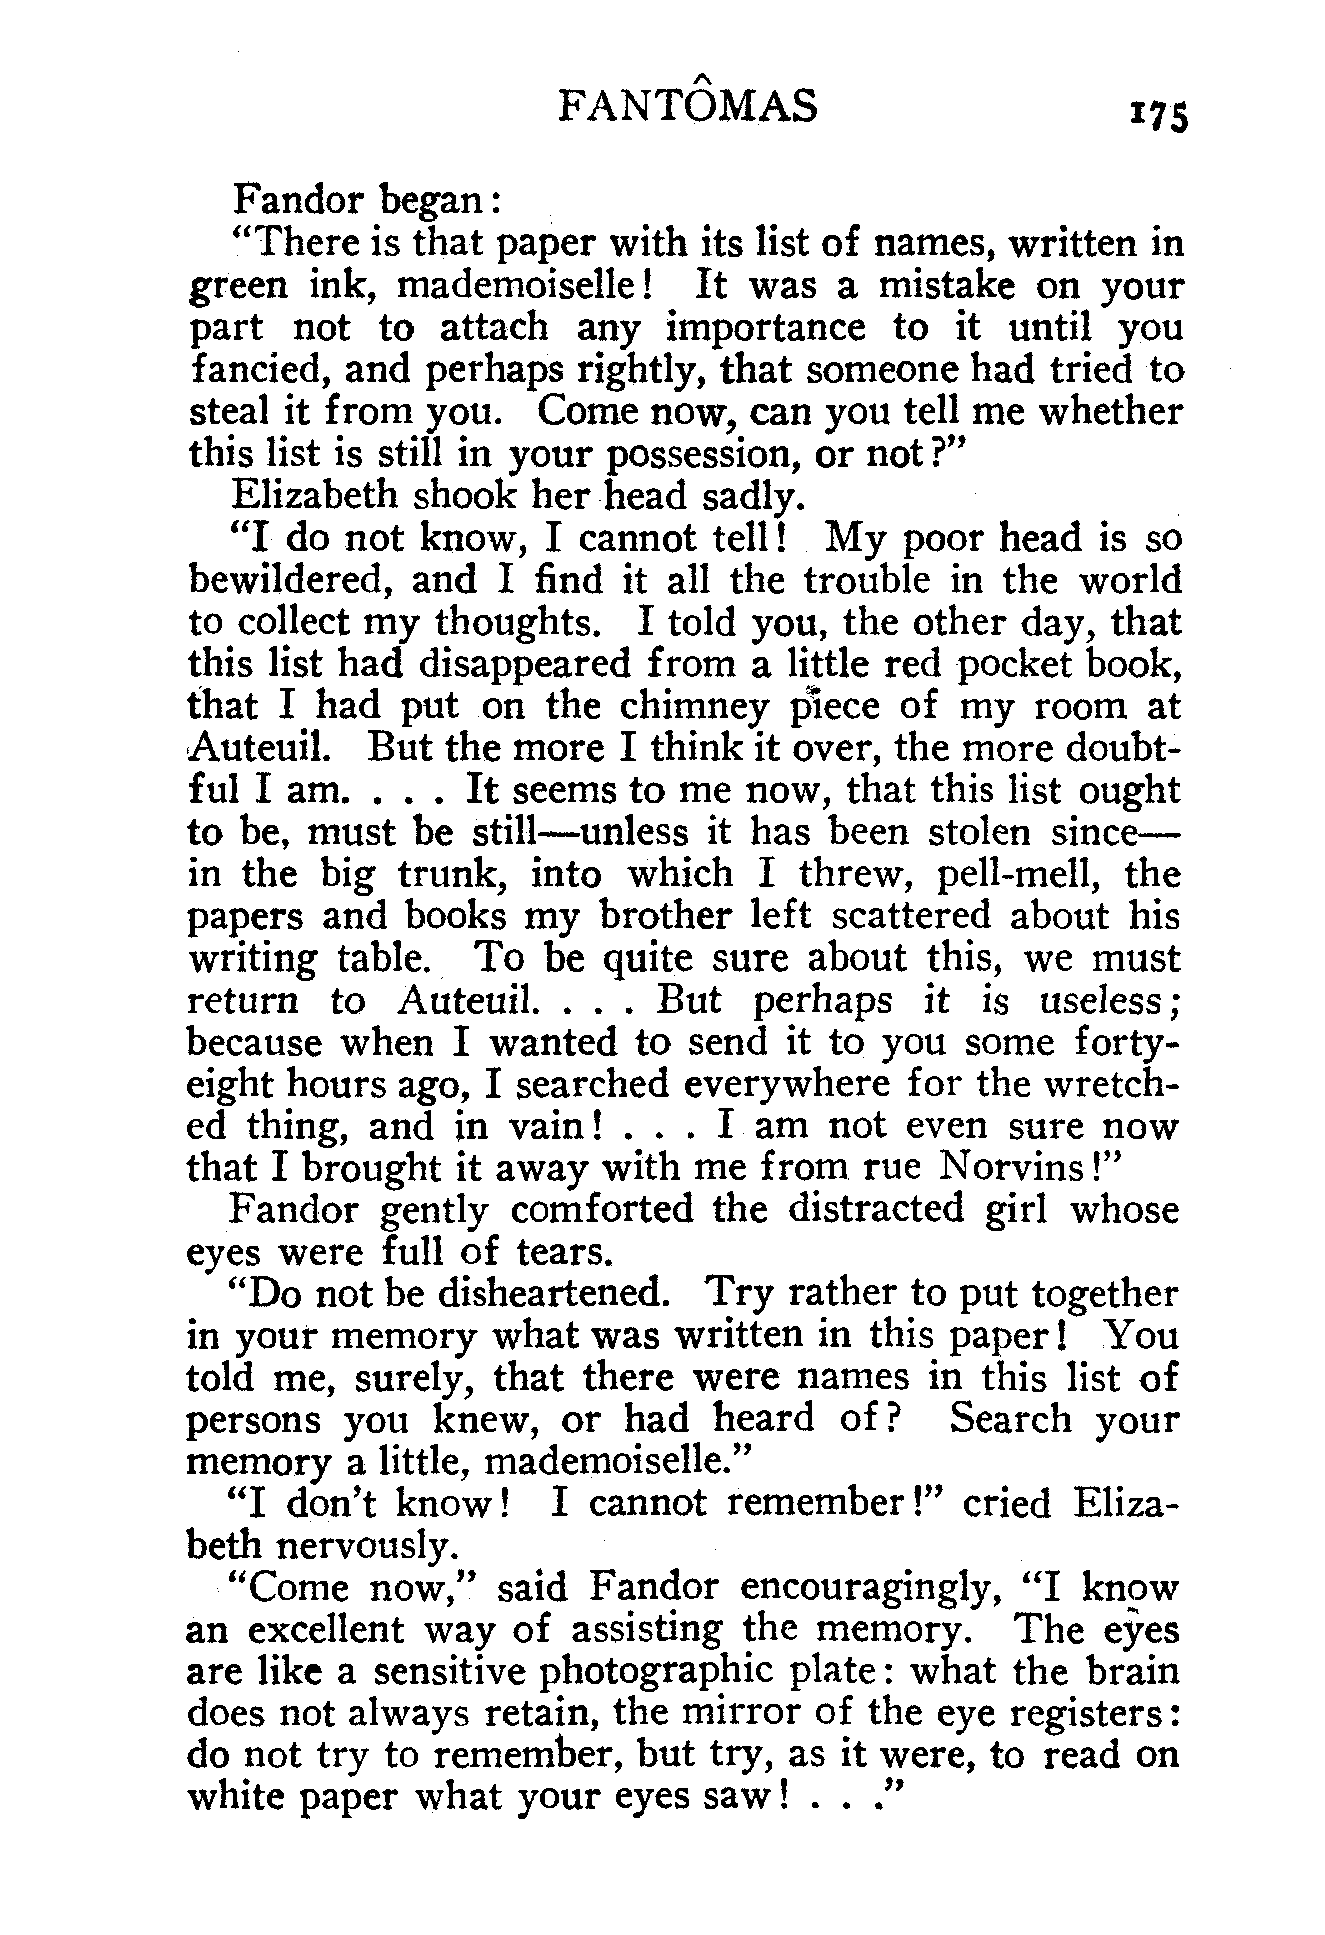 FANTÔMAS 175
Fandor began:
“There is that paper with its list of names, written in
green ink, mademoiselle! It was a mistake on your
part not to attach any importance to it until you
fancied, and perhaps rightly, that someone had tried to
steal it from you. Come now, can you tell me whether
this list is still in your possession, or not?”
Elizabeth shook her head sadly.
“I do not know, I cannot tell! My poor head is so
bewildered, and I find it all the trouble in the world
to collect my thoughts. I told you, the other day, that
this list had disappeared from a little red pocket book,
that I had put on the chimney piece of my room at
Auteuil. But the more I think it over, the more doubt-
ful I am. . . . It seems to me now, that this list ought
to be, must be still—unless it has been stolen since—
in the big trunk, into which I threw, pell-mell, the
papers and books my brother left scattered about his
writing table. To be quite sure about this, we must
return to Auteuil. . . . But perhaps it is useless;
because when I wanted to send it to you some forty-
eight hours ago, I searched everywhere for the wretch-
ed thing, and in vain! . . . I am not even sure now
that I brought it away with me from rue Norvins!”
Fandor gently comforted the distracted girl whose
eyes were full of tears.
“Do not be disheartened. Try rather to put together
in your memory what was written in this paper! You
told me, surely, that there were names in this list of
persons you knew, or had heard of? Search your
memory a little, mademoiselle.”
“I don’t know! I cannot remember!” cried Eliza-
beth nervously.
“Come now,” said Fandor encouragingly, “I know
an excellent way of assisting the memory. The eyes
are like a sensitive photographic plate: what the brain
does not always retain, the mirror of the eye registers:
do not try to remember, but try, as it were, to read on
white paper what your eyes saw! . . .”